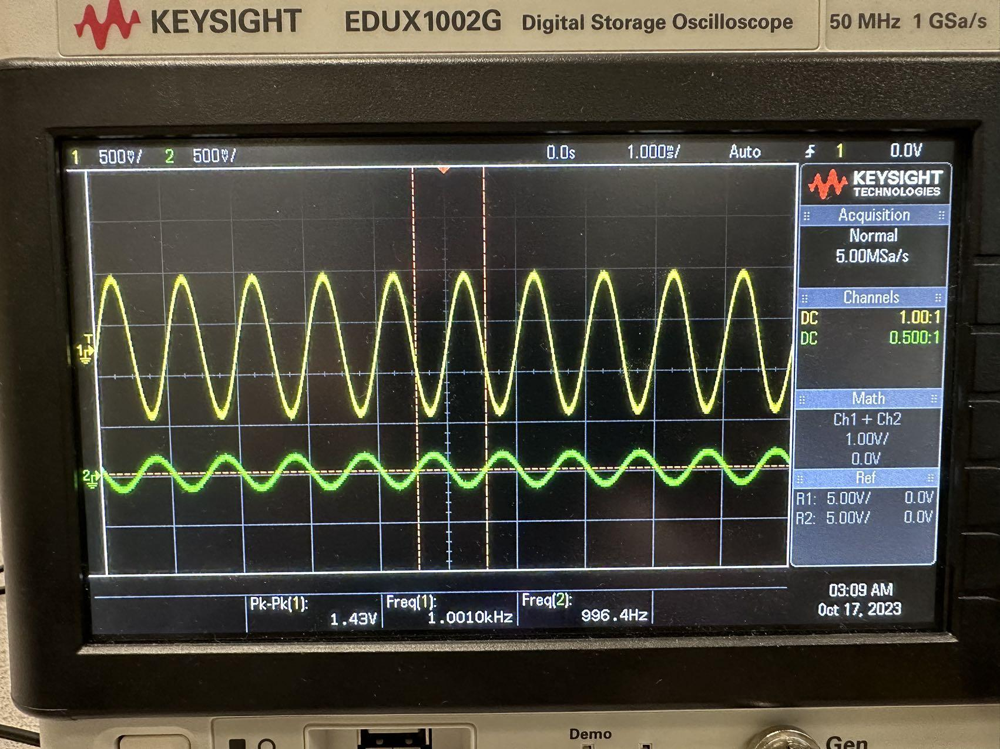 KEYSIGHT EDUX1002G Digital Storage Oscilloscope 50 MHz 1 GSa/s
1 500mV/ 2 500mV/ 0.0s 1.000ms/ Auto 1 0.0V
KEYSIGHT
TECHNOLOGIES
Acquisition
Normal
5.00MSa/s
Channels
DC 1.00:1
DC 0.500:1
T
1
Math
Ch1 + Ch2
1.00V/
0.0V
2
Ref
R1: 5.00V/ 0.0V
R2: 5.00V/ 0.0V
Pk-Pk(1): Freq(1): Freq(2):
1.43V 1.0010kHz 996.4Hz
03:09 AM
Oct 17, 2023
Demo
Gen